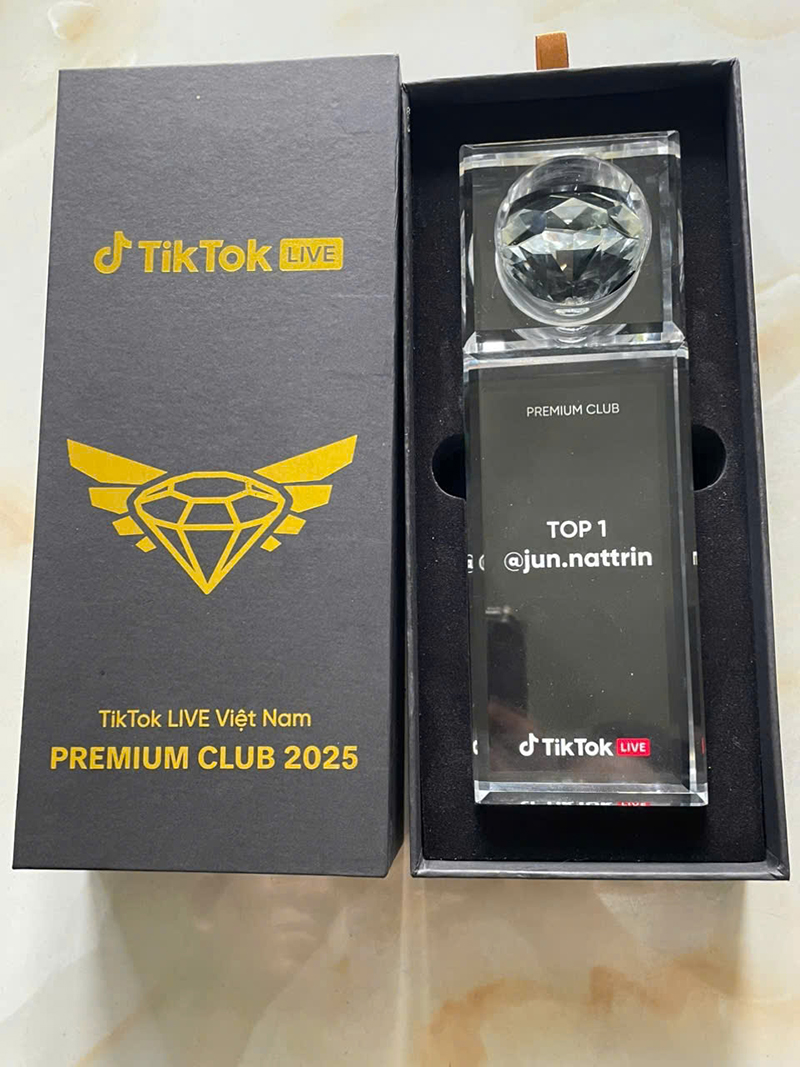 TikTok LIVE
TikTok LIVE Việt Nam
PREMIUM CLUB 2025
PREMIUM CLUB
TOP 1
@jun.nattrin
TikTok LIVE